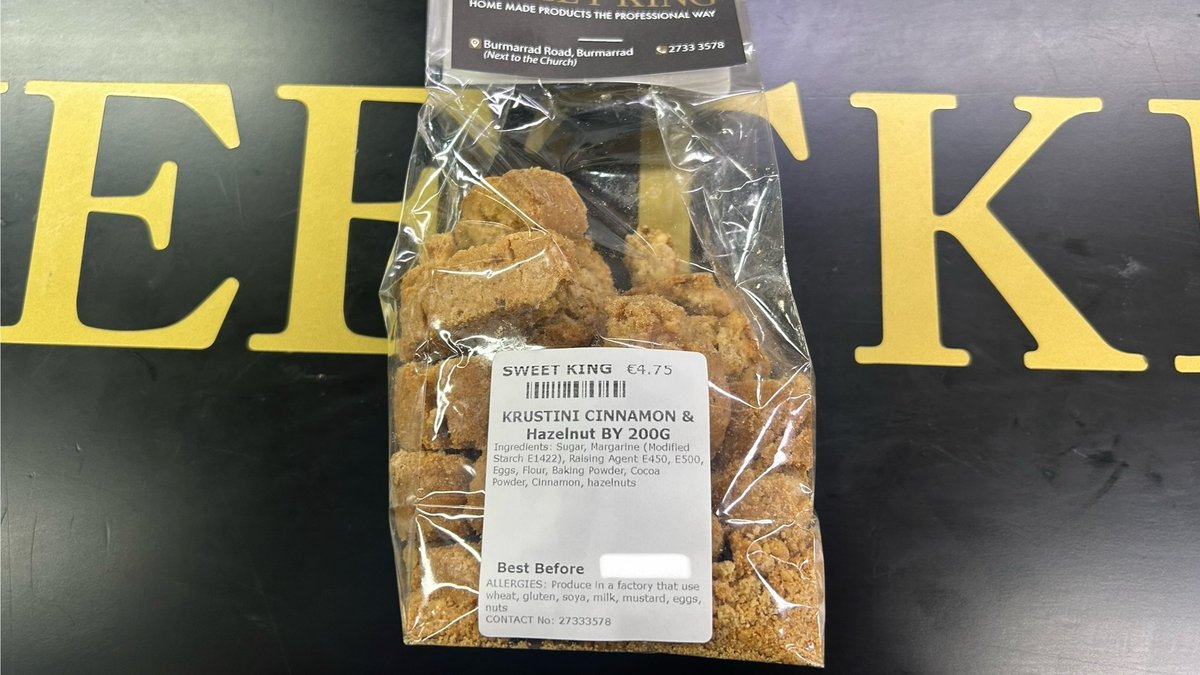 KING
HOME MADE PRODUCTS THE PROFESSIONAL WAY
Burmarrad Road, Burmarrad
(Next to the Church)
2733 3578
SWEET KING €4.75
KRUSTINI CINNAMON &
Hazelnut BY 200G
Ingredients: Sugar, Margarine (Modified
Starch E1422), Raising Agent E450, E500,
Eggs, Flour, Baking Powder, Cocoa
Powder, Cinnamon, hazelnuts
Best Before
ALLERGIES: Produce in a factory that use
wheat, gluten, soya, milk, mustard, eggs,
nuts
CONTACT No: 27333578